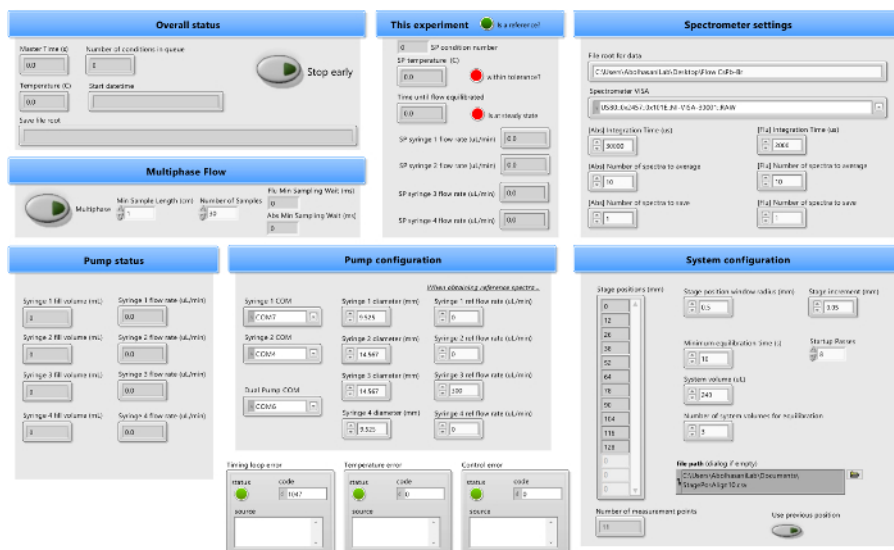 Overall status
Master Time (s)
Number of conditions in queue
0.0
0
Stop early
Temperature (C)
Start datetime
0.0
Save file root
Multiphase Flow
Multiphase
Min Sample Length (cm)
1
Number of Samples
30
Flu Min Sampling Wait (ms)
0
Abs Min Sampling Wait (ms)
0
This experiment
Is a reference?
0 SP condition number
SP temperature (C)
0.0
is within tolerance?
Time until flow equilibrated
0.0
Is at steady state
SP syringe 1 flow rate (uL/min) 0.0
SP syringe 2 flow rate (uL/min) 0.0
SP syringe 3 flow rate (uL/min) 0.0
SP syringe 4 flow rate (uL/min) 0.0
Spectrometer settings
File root for data
C:\Users\Abolhasani Lab\Desktop\Flow CsPb-Br
Spectrometer VISA
[Abs] Integration Time (us)
[Flu] Integration Time (us)
[Abs] Number of spectra to average
[Flu] Number of spectra to average
10
10
[Abs] Number of spectra to save
[Flu] Number of spectra to save
Pump status
Syringe 1 fill volume (mL)
Syringe 1 flow rate (uL/min)
0.0
Syringe 2 fill volume (mL)
Syringe 2 flow rate (uL/min)
0.0
Syringe 3 fill volume (mL)
Syringe 3 flow rate (uL/min)
0.0
Syringe 4 fill volume (mL)
Syringe 4 flow rate (uL/min)
0.0
Pump configuration
When obtaining reference spectra..
Syringe 1 COM
Syringe 1 diameter (mm)
Syringe 1 ref flow rate (uL/min)
COM7
9.525
0
Syringe 2 COM
Syringe 2 diameter (mm)
Syringe 2 ref flow rate (uL/min)
COM4
14.567
0
Dual Pump COM
Syringe 3 diameter (mm)
Syringe 3 ref flow rate (uL/min)
COM6
14.567
Syringe 4 diameter (mm)
Syringe 4 ref flow rate (uL/min)
9.525
0
Timing loop error
status
code
1047
source
Temperature error
status
code
0
source
Control error
status
code
0
source
System configuration
Stage positions (mm)
0
12
26
38
52
64
76
90
104
116
128
0
0
0
Stage position window radius (mm)
0.5
Stage increment (mm)
0.05
Minimum equilibration time (s)
10
Startup Passes
System volume (uL)
Number of system volumes for equilibration
3
file path (dialog if empty)
C:\Users\Abolhasani Lab\Documents\
Number of measurement points
11
Use previous position